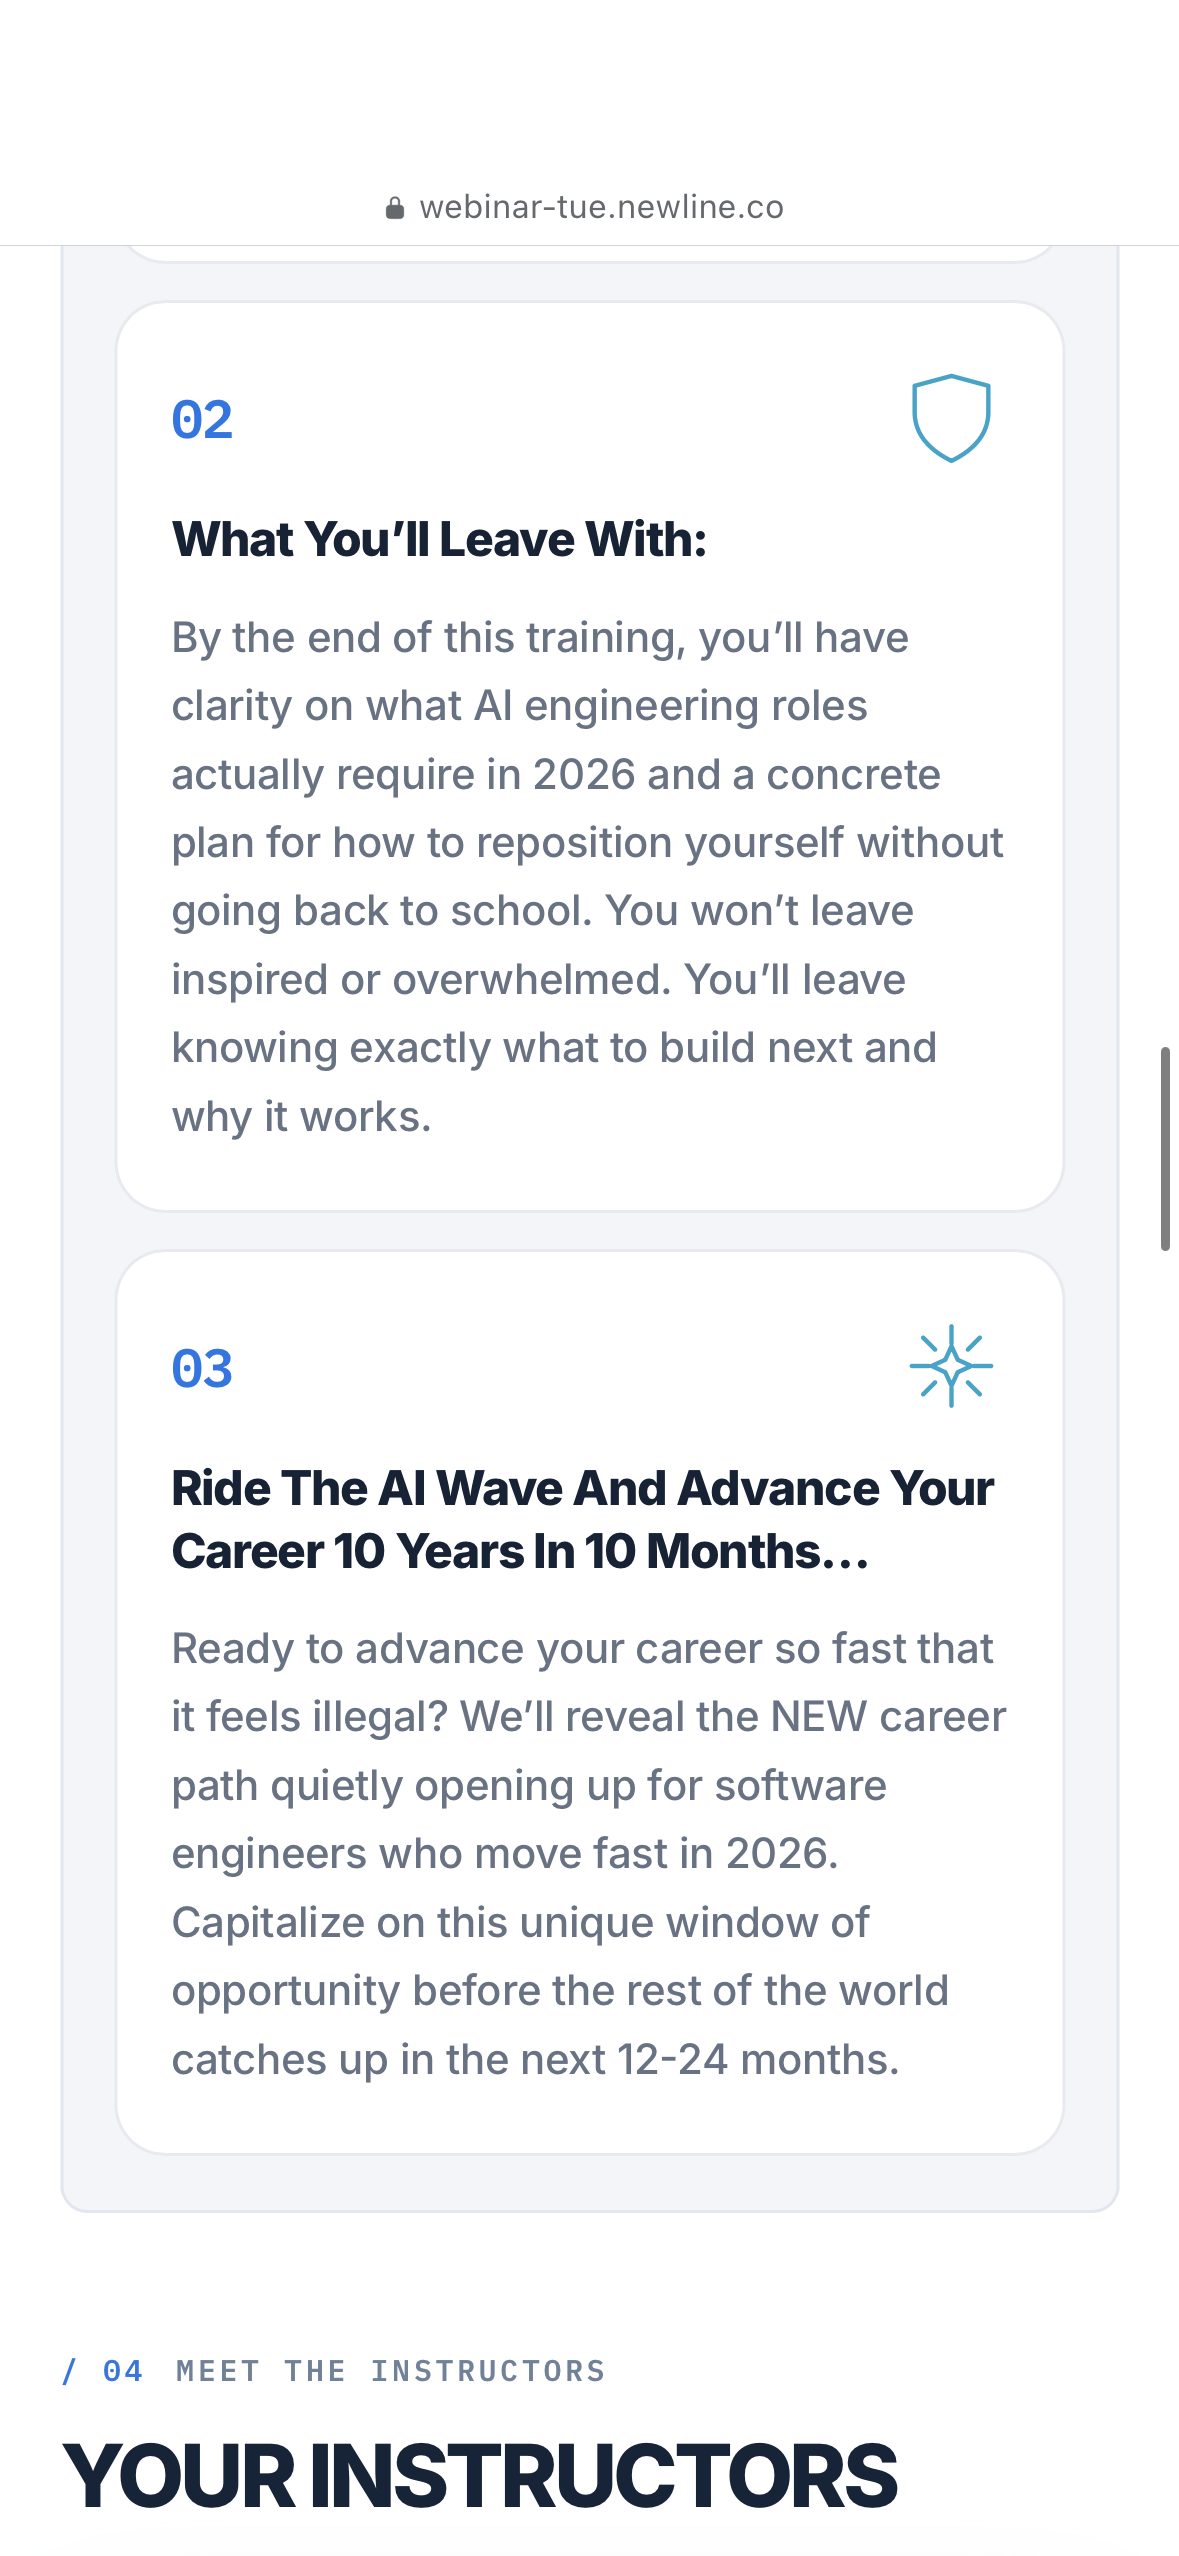 webinar-tue.newline.co
02
What You’ll Leave With:
By the end of this training, you’ll have
clarity on what AI engineering roles
actually require in 2026 and a concrete
plan for how to reposition yourself without
going back to school. You won’t leave
inspired or overwhelmed. You’ll leave
knowing exactly what to build next and
why it works.
03
Ride The AI Wave And Advance Your
Career 10 Years In 10 Months...
Ready to advance your career so fast that
it feels illegal? We’ll reveal the NEW career
path quietly opening up for software
engineers who move fast in 2026.
Capitalize on this unique window of
opportunity before the rest of the world
catches up in the next 12-24 months.
/ 04 MEET THE INSTRUCTORS
YOUR INSTRUCTORS